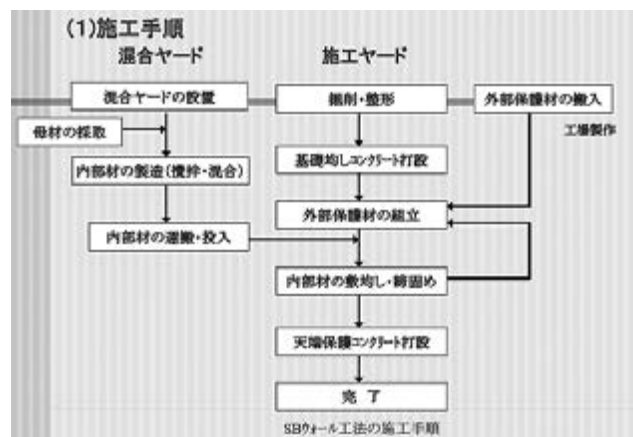 (1)施工手順
混合ヤード
施工ヤード
混合ヤードの設置
掘削・整形
外部保護材の搬入
母材の採取
工場製作
内部材の製造(攪拌・混合)
基礎均しコンクリート打設
外部保護材の組立
内部材の運搬・投入
内部材の敷均し・締固め
天端保護コンクリート打設
完 了
SBウォール工法の施工手順